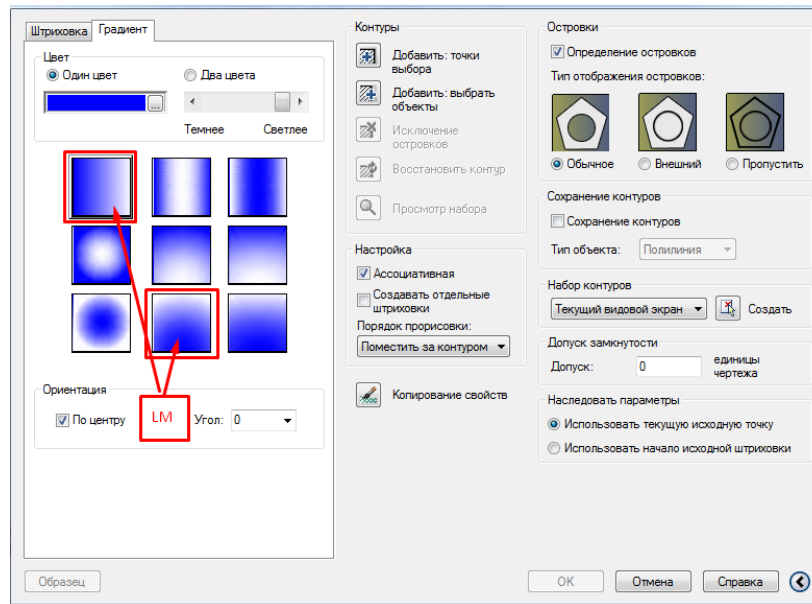 Штриховка
Градиент
Цвет
Один цвет
Два цвета
...
Темнее
Светлее
Ориентация
По центру
LM
Угол:
0
Образец
Контуры
Добавить: точки
выбора
Добавить: выбрать
объекты
Исключение
островков
Восстановить контур
Просмотр набора
Настройка
Ассоциативная
Создавать отдельные
штриховки
Порядок прорисовки:
Поместить за контуром
Копирование свойств
Островки
Определение островков
Тип отображения островков:
Обычное
Внешний
Пропустить
Сохранение контуров
Сохранение контуров
Тип объекта:
Полилиния
Набор контуров
Текущий видовой экран
Создать
Допуск замкнутости
Допуск:
0
единицы
чертежа
Наследовать параметры
Использовать текущую исходную точку
Использовать начало исходной штриховки
OK
Отмена
Справка